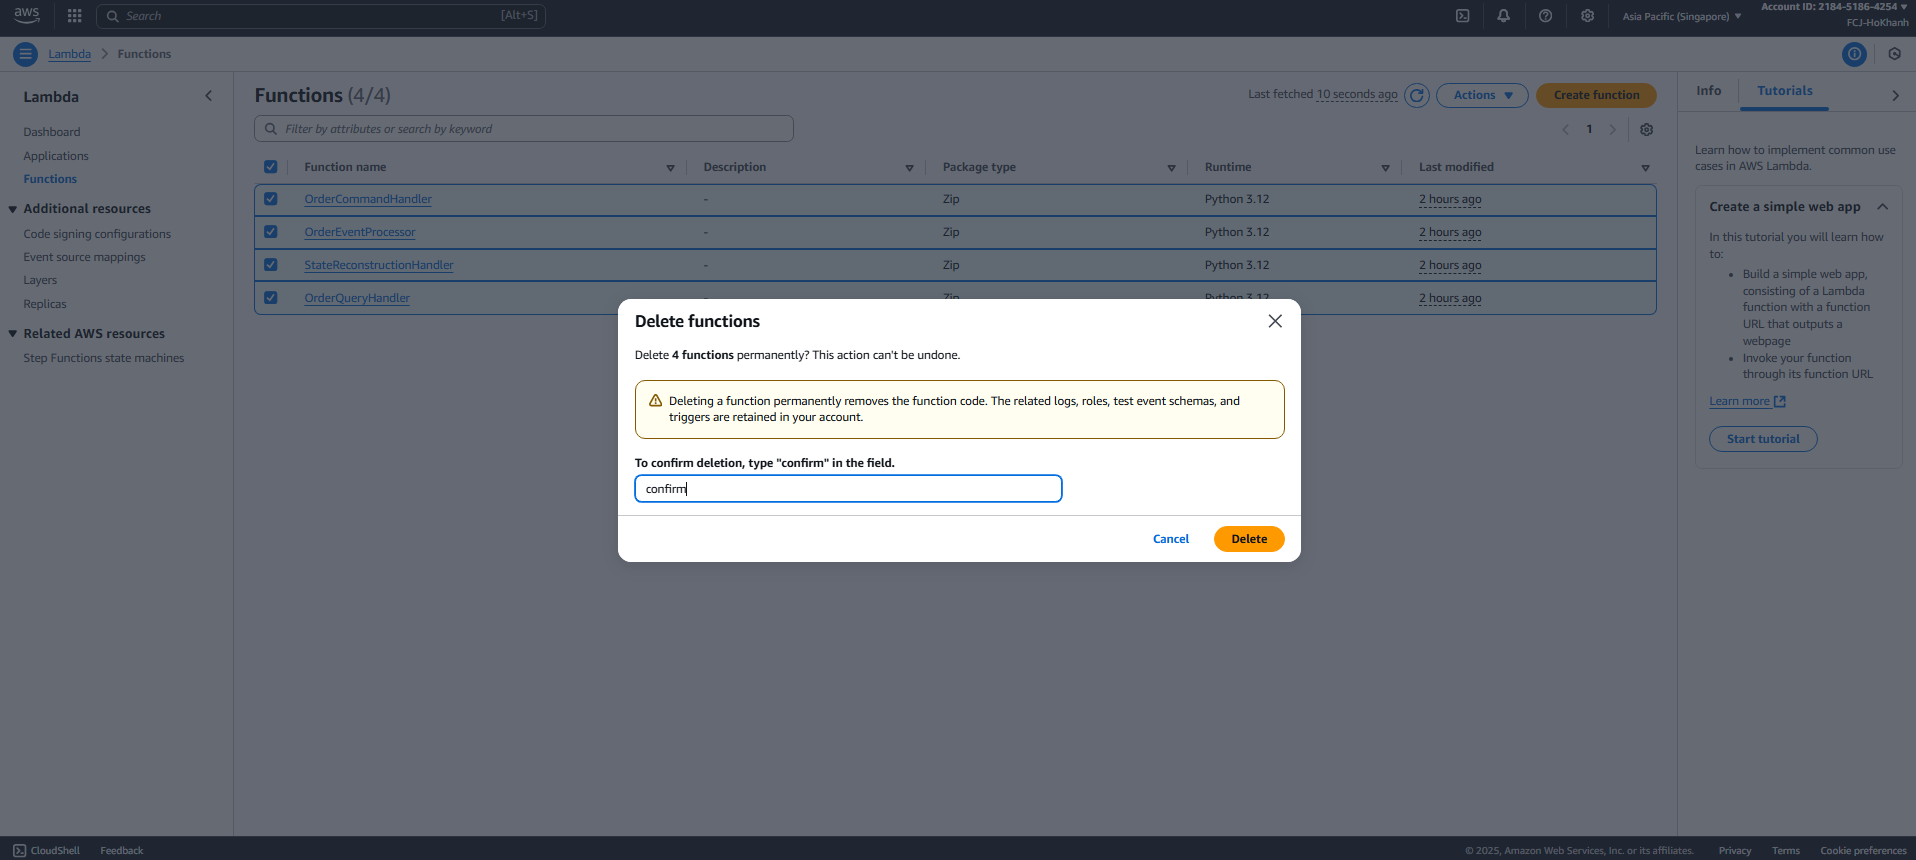 aws
Search
[Alt+S]
Asia Pacific (Singapore)
Account ID: 2184-5186-4254
FCJ-HoKhanh
Lambda
Functions
Lambda
Dashboard
Applications
Functions
Additional resources
Code signing configurations
Event source mappings
Layers
Replicas
Related AWS resources
Step Functions state machines
Functions (4/4)
Last fetched 10 seconds ago
Actions
Create function
Filter by attributes or search by keyword
1
Function name Description Package type Runtime Last modified
OrderCommandHandler - Zip Python 3.12 2 hours ago
OrderEventProcessor - Zip Python 3.12 2 hours ago
StateReconstructionHandler - Zip Python 3.12 2 hours ago
OrderQueryHandler - Zip Python 3.12 2 hours ago
Delete functions
Delete 4 functions permanently? This action can't be undone.
Deleting a function permanently removes the function code. The related logs, roles, test event schemas, and
triggers are retained in your account.
To confirm deletion, type "confirm" in the field.
confirm
Cancel
Delete
Info
Tutorials
Learn how to implement common use
cases in AWS Lambda.
Create a simple web app
In this tutorial you will learn how
to:
• Build a simple web app,
consisting of a Lambda
function with a function
URL that outputs a
webpage
• Invoke your function
through its function URL
Learn more
Start tutorial
CloudShell
Feedback
© 2025, Amazon Web Services, Inc. or its affiliates.
Privacy
Terms
Cookie preferences